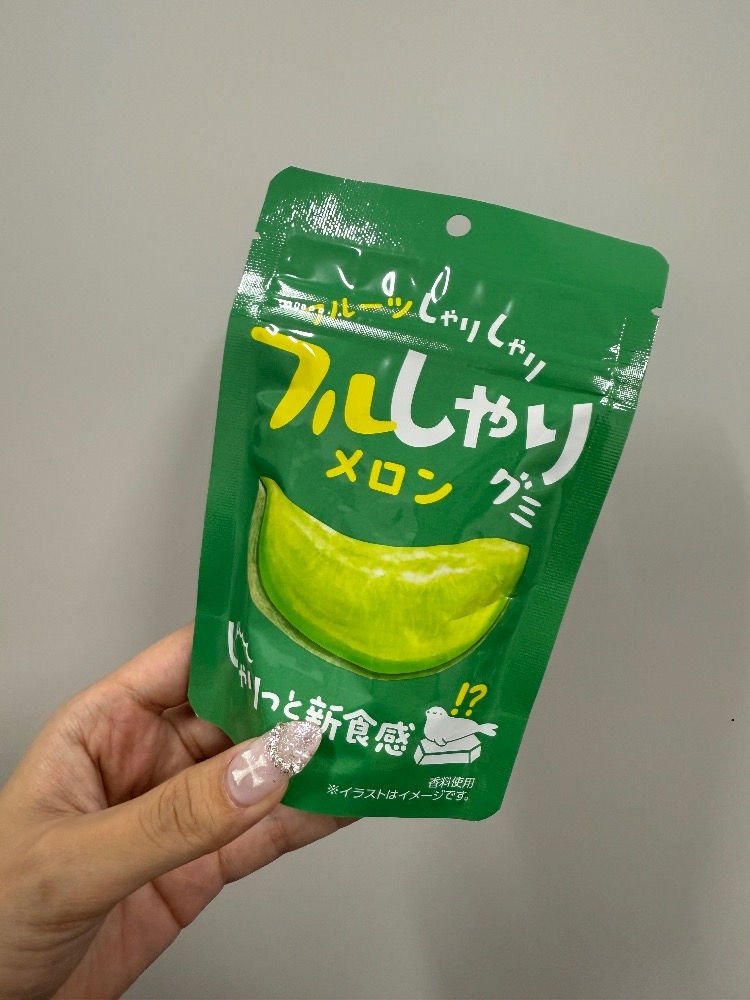 フルーツしゃりしゃり
フルしゃり
メロン
グミ
しゃりっと新食感
!?
香料使用
※イラストはイメージです。